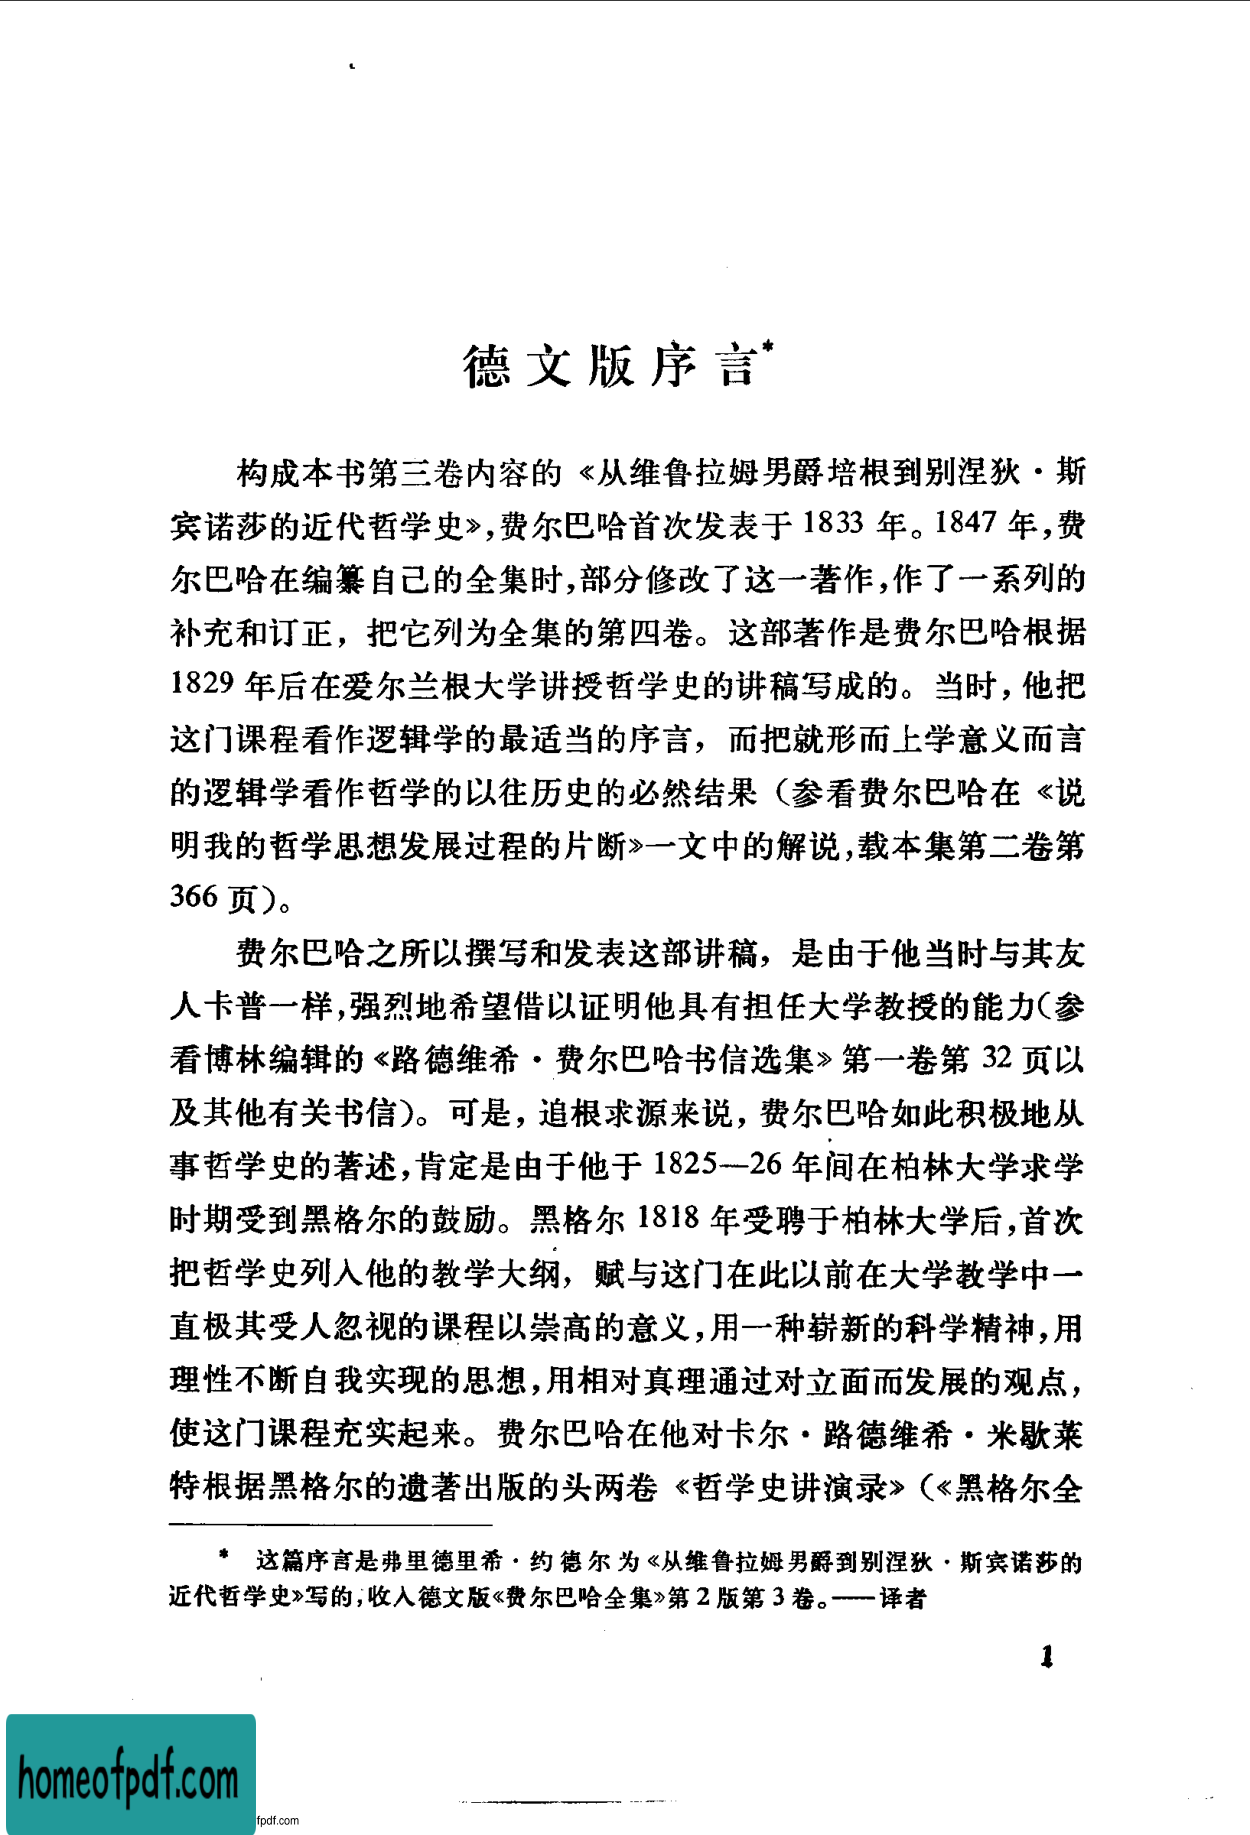 德文版序言*
构成本书第三卷内容的《从维鲁拉姆男爵培根到别涅狄·斯
宾诺莎的近代哲学史》,费尔巴哈首次发表于 1833 年。1847 年,费
尔巴哈在编纂自己的全集时,部分修改了这一著作,作了一系列的
补充和订正，把它列为全集的第四卷。这部著作是费尔巴哈根据
1829 年后在爱尔兰根大学讲授哲学史的讲稿写成的。当时，他把
这门课程看作逻辑学的最适当的序言，而把就形而上学意义而言
的逻辑学看作哲学的以往历史的必然结果（参看费尔巴哈在《说
明我的哲学思想发展过程的片断》一文中的解说,载本集第二卷第
366 页)。
费尔巴哈之所以撰写和发表这部讲稿，是由于他当时与其友
人卡普一样,强烈地希望借以证明他具有担任大学教授的能力(参
看博林编辑的《路德维希·费尔巴哈书信选集》第一卷第 32 页以
及其他有关书信)。可是，追根求源来说，费尔巴哈如此积极地从
事哲学史的著述,肯定是由于他于 1825—26 年间在柏林大学求学
时期受到黑格尔的鼓励。黑格尔 1818 年受聘于柏林大学后,首次
把哲学史列入他的教学大纲，赋与这门在此以前在大学教学中一
直极其受人忽视的课程以崇高的意义,用一种崭新的科学精神,用
理性不断自我实现的思想,用相对真理通过对立面而发展的观点，
使这门课程充实起来。费尔巴哈在他对卡尔·路德维希·米歇莱
特根据黑格尔的遗著出版的头两卷《哲学史讲演录》（《黑格尔全
* 这篇序言是弗里德里希·约德尔为《从维鲁拉姆男爵到别涅狄·斯宾诺莎的
近代哲学史》写的,收入德文版《费尔巴哈全集》第 2 版第 3 卷。——译者
1
homeofpdf.com
fpdf.com